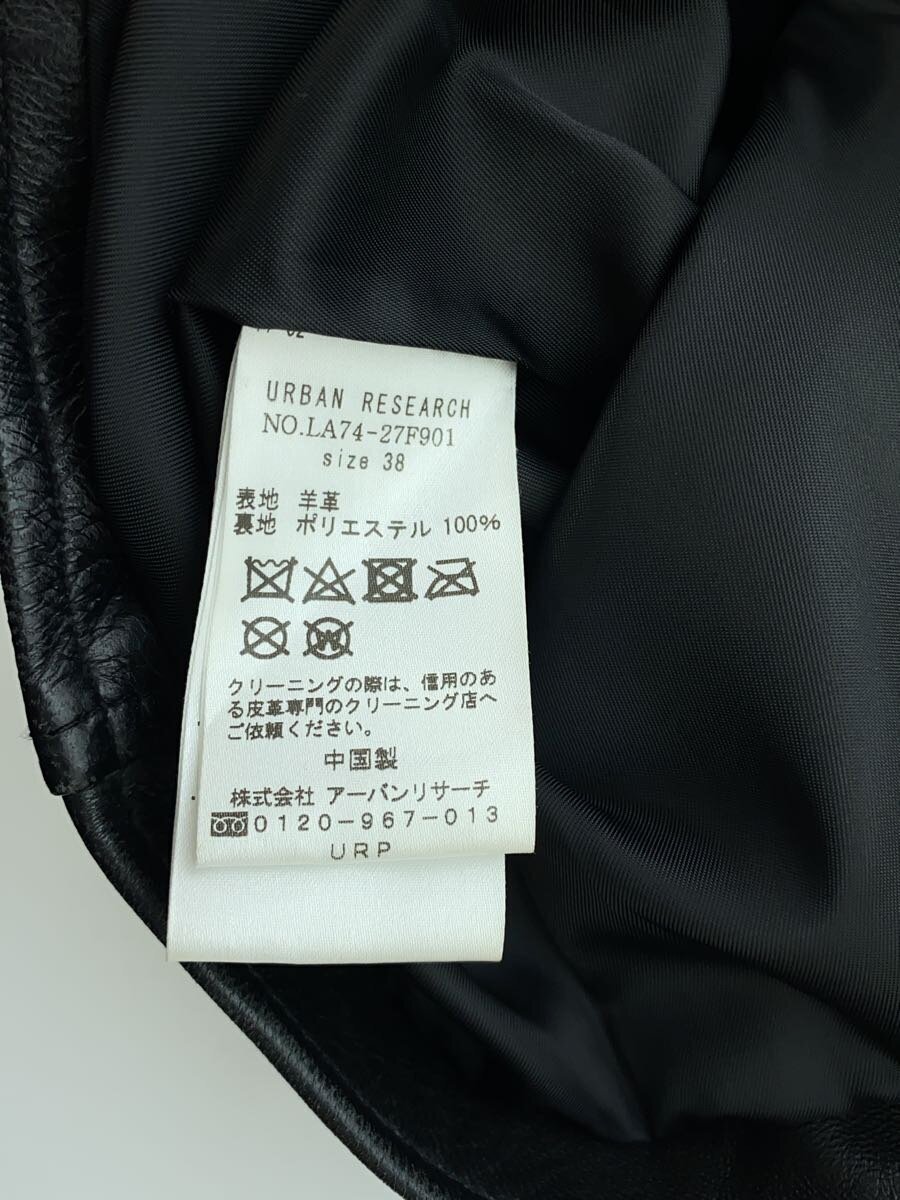 URBAN RESEARCH
NO.LA74-27F901
size 38
表地 羊革
裏地 ポリエステル 100%
W
クリーニングの際は、信用のあ
る皮革専門のクリーニング店へ
ご依頼ください。
中国製
株式会社 アーバンリサーチ
0120-967-013
URP